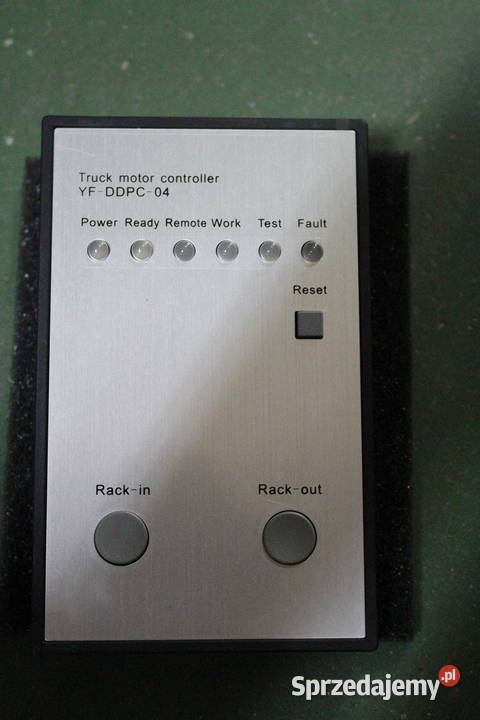 Truck motor controller
YF-DDPC-04
Power Ready Remote Work Test Fault
Reset
Rack-in Rack-out
Sprzedajemy.pl